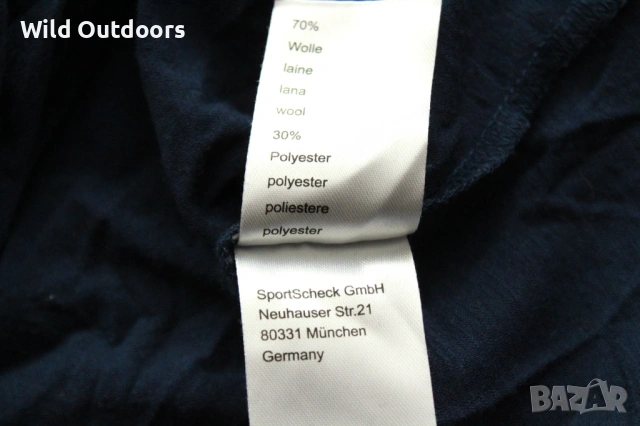 Wild Outdoors
70%
Wolle
laine
lana
wool
30%
Polyester
polyester
poliestere
polyester
SportScheck GmbH
Neuhauser Str.21
80331 München
Germany
BAZAR